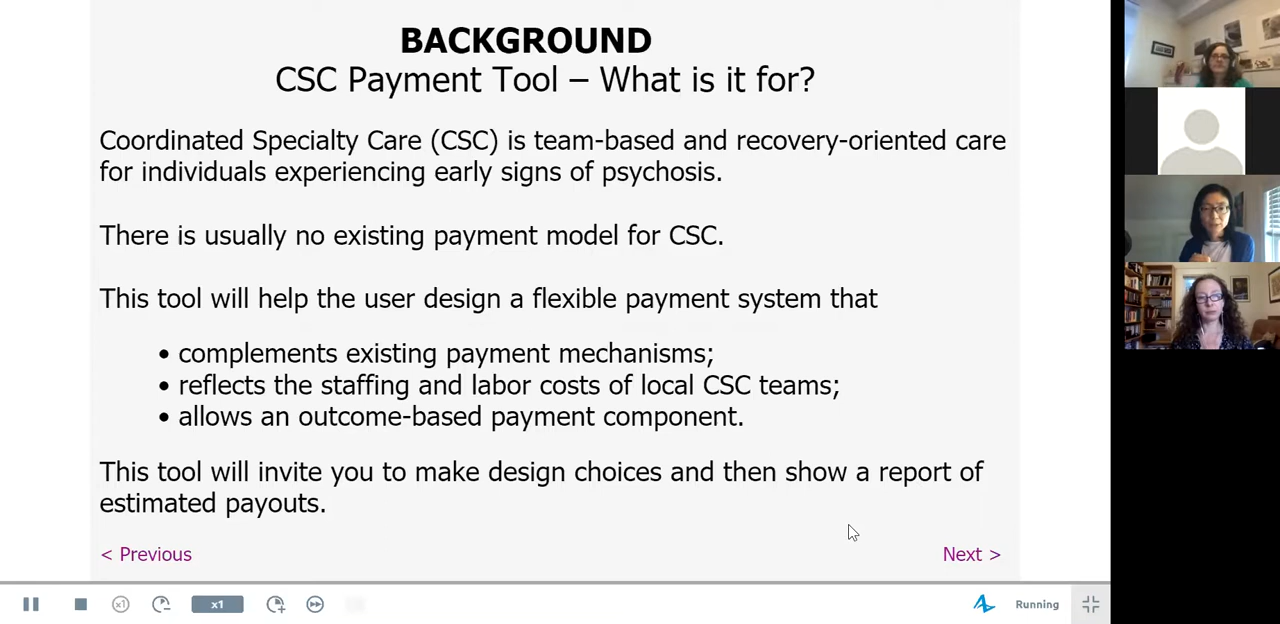 BACKGROUND
CSC Payment Tool – What is it for?
Coordinated Specialty Care (CSC) is team-based and recovery-oriented care
for individuals experiencing early signs of psychosis.
There is usually no existing payment model for CSC.
This tool will help the user design a flexible payment system that
• complements existing payment mechanisms;
• reflects the staffing and labor costs of local CSC teams;
• allows an outcome-based payment component.
This tool will invite you to make design choices and then show a report of
estimated payouts.
< Previous
Next >
x1
x1
Running